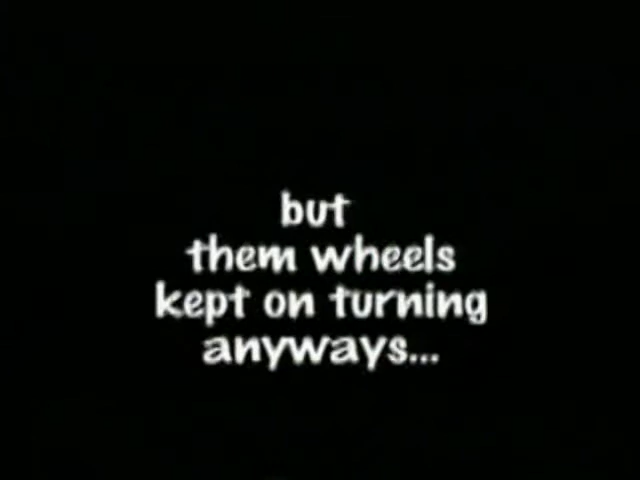 but
them wheels
kept on turning
anyways...